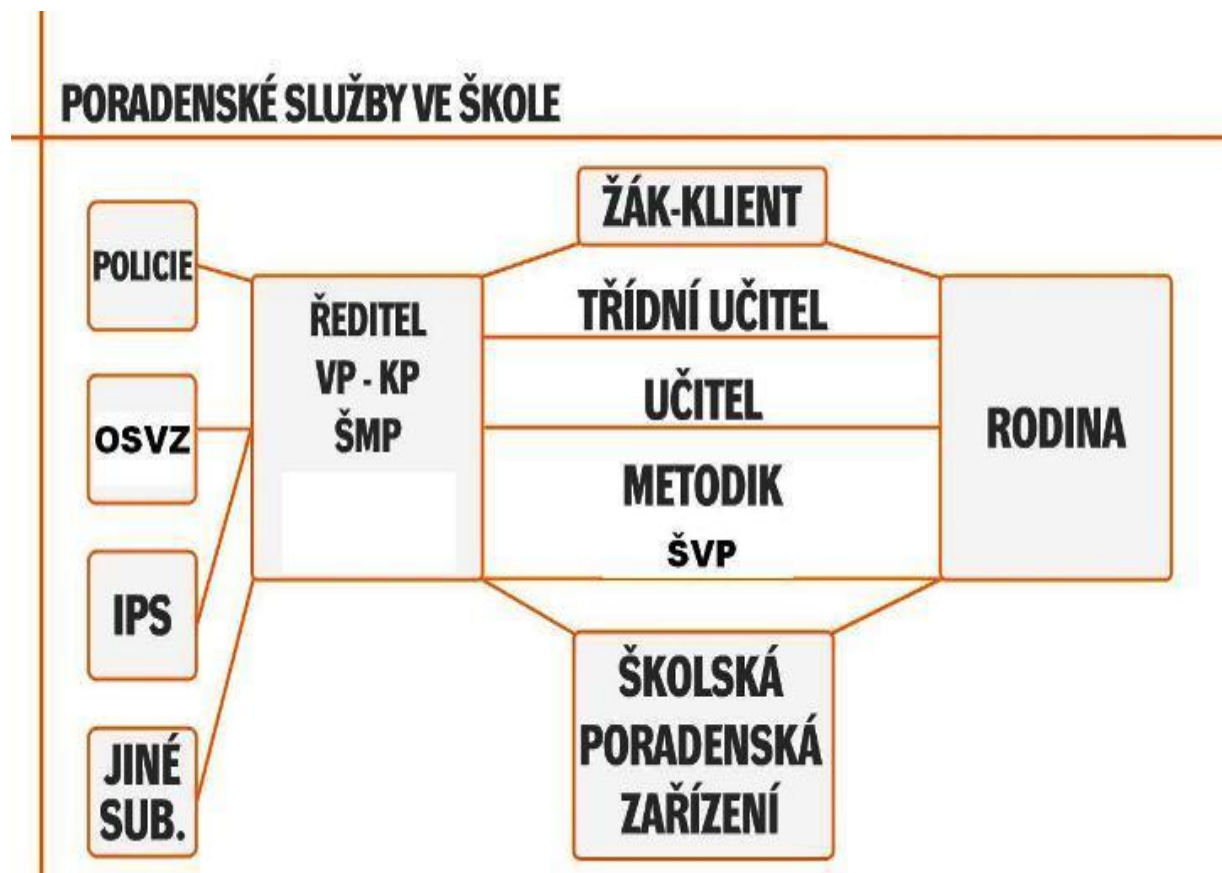 PORADENSKÉ SLUŽBY VE ŠKOLE
POLICIE
OSVZ
IPS
JINÉ
SUB.
ŘEDITEL
VP - KP
ŠMP
ŽÁK-KLIENT
TŘÍDNÍ UČITEL
UČITEL
METODIK
ŠVP
ŠKOLSKÁ
PORADENSKÁ
ZAŘÍZENÍ
RODINA